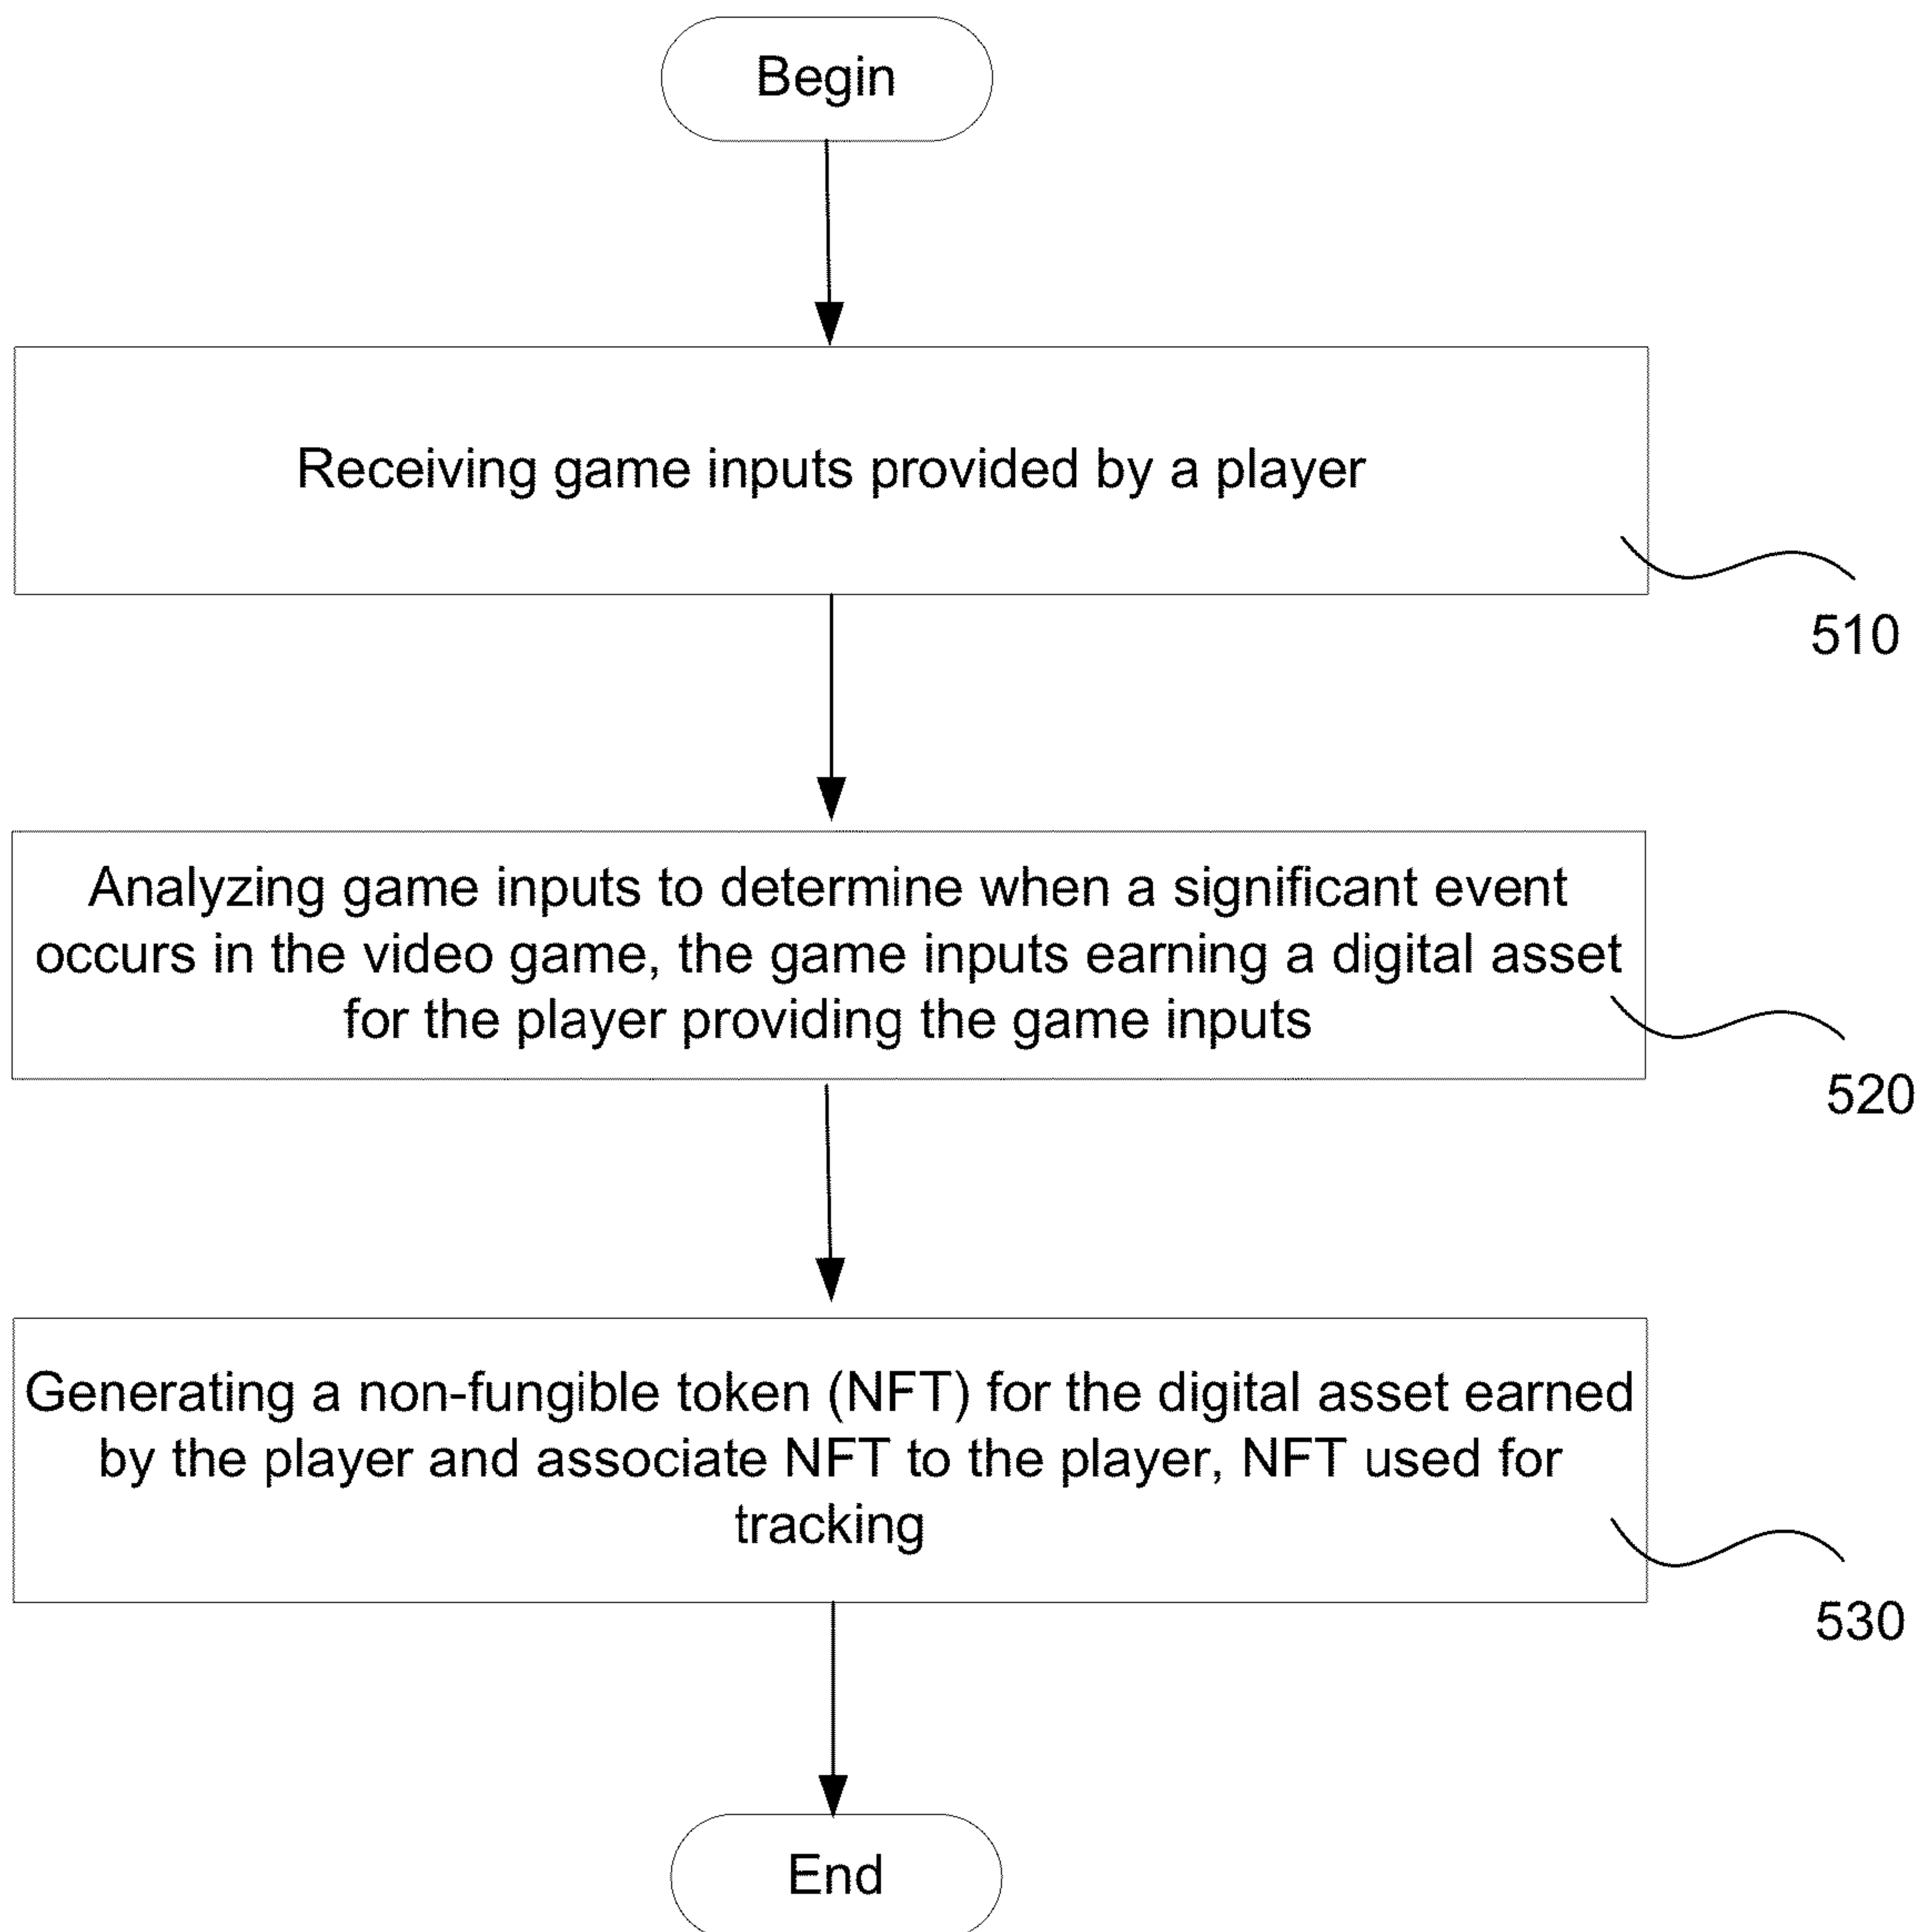 Begin
Receiving game inputs provided by a player
510
Analyzing game inputs to determine when a significant event
occurs in the video game, the game inputs earning a digital asset
for the player providing the game inputs
520
Generating a non-fungible token (NFT) for the digital asset earned
by the player and associate NFT to the player, NFT used for
tracking
530
End